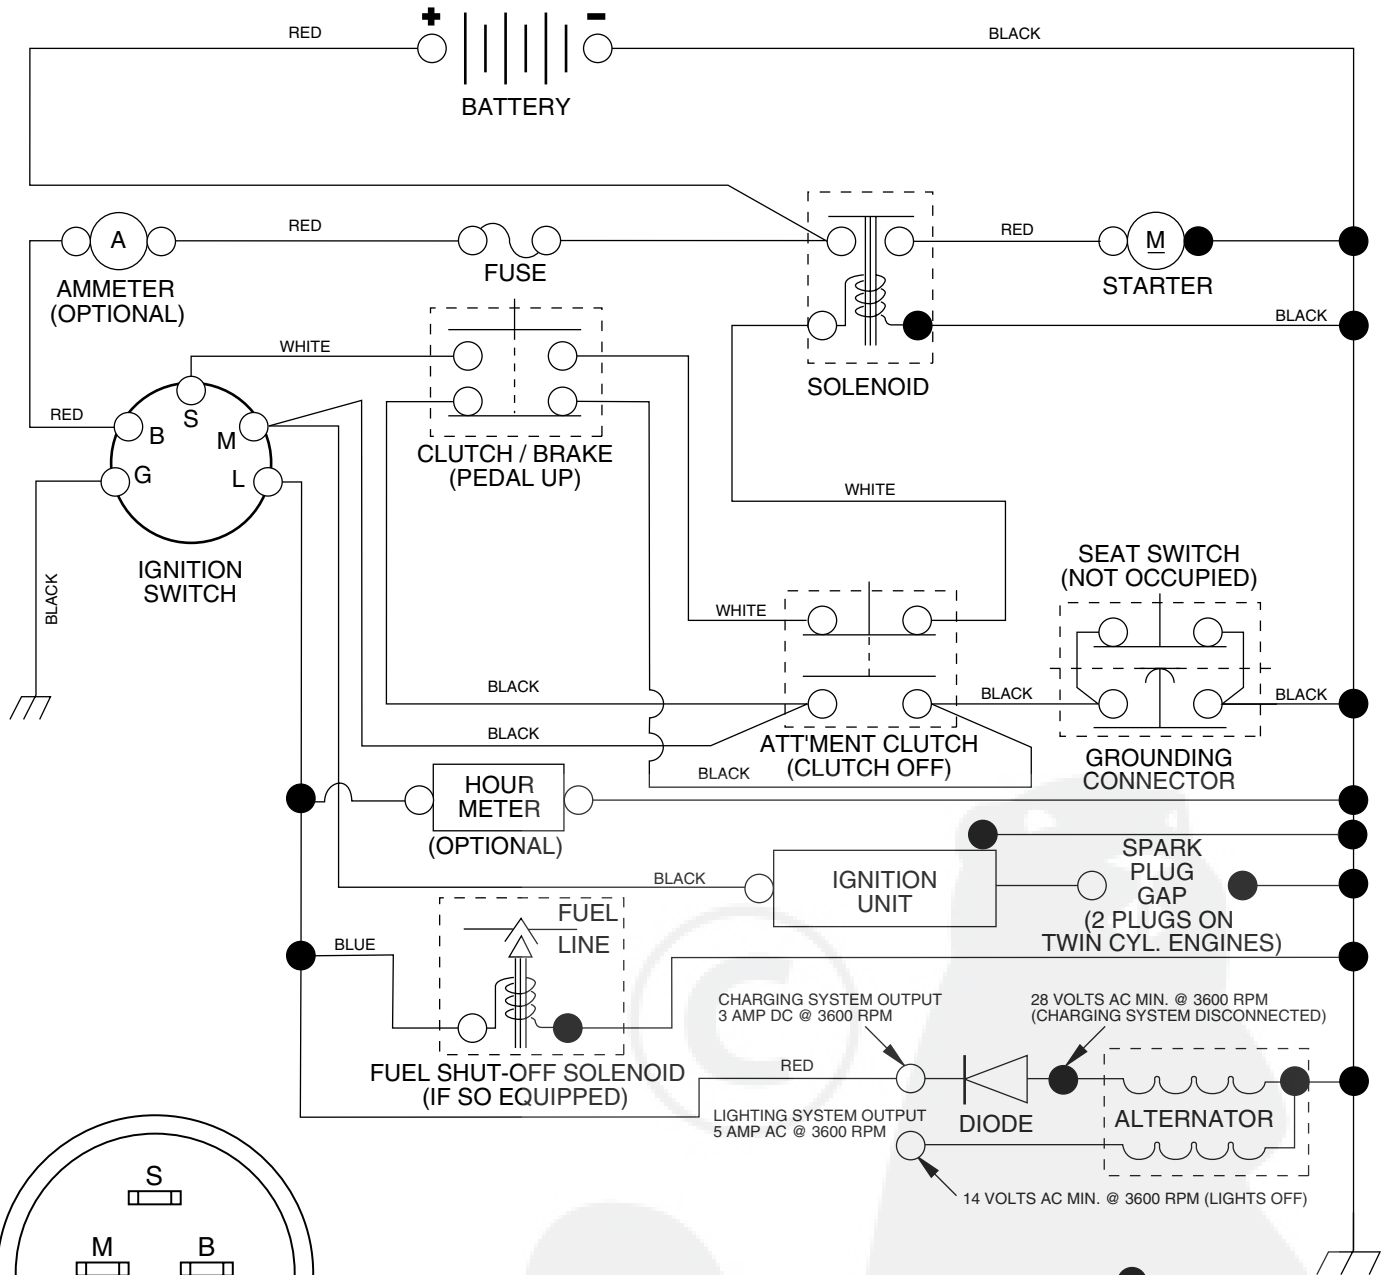 +
-
RED
BLACK
BATTERY
RED
A
FUSE
RED
M
STARTER
AMMETER
(OPTIONAL)
BLACK
WHITE
SOLENOID
RED
S
B
M
G
L
CLUTCH / BRAKE
(PEDAL UP)
WHITE
IGNITION
SWITCH
BLACK
SEAT SWITCH
(NOT OCCUPIED)
WHITE
BLACK
BLACK
BLACK
BLACK
ATT'MENT CLUTCH
(CLUTCH OFF)
BLACK
GROUNDING
CONNECTOR
HOUR
METER
(OPTIONAL)
BLACK
IGNITION
UNIT
SPARK
PLUG
GAP
(2 PLUGS ON
TWIN CYL. ENGINES)
FUEL
LINE
BLUE
CHARGING SYSTEM OUTPUT
3 AMP DC @ 3600 RPM
28 VOLTS AC MIN. @ 3600 RPM
(CHARGING SYSTEM DISCONNECTED)
FUEL SHUT-OFF SOLENOID
(IF SO EQUIPPED)
RED
LIGHTING SYSTEM OUTPUT
5 AMP AC @ 3600 RPM
DIODE
ALTERNATOR
14 VOLTS AC MIN. @ 3600 RPM (LIGHTS OFF)
S
M
B
©